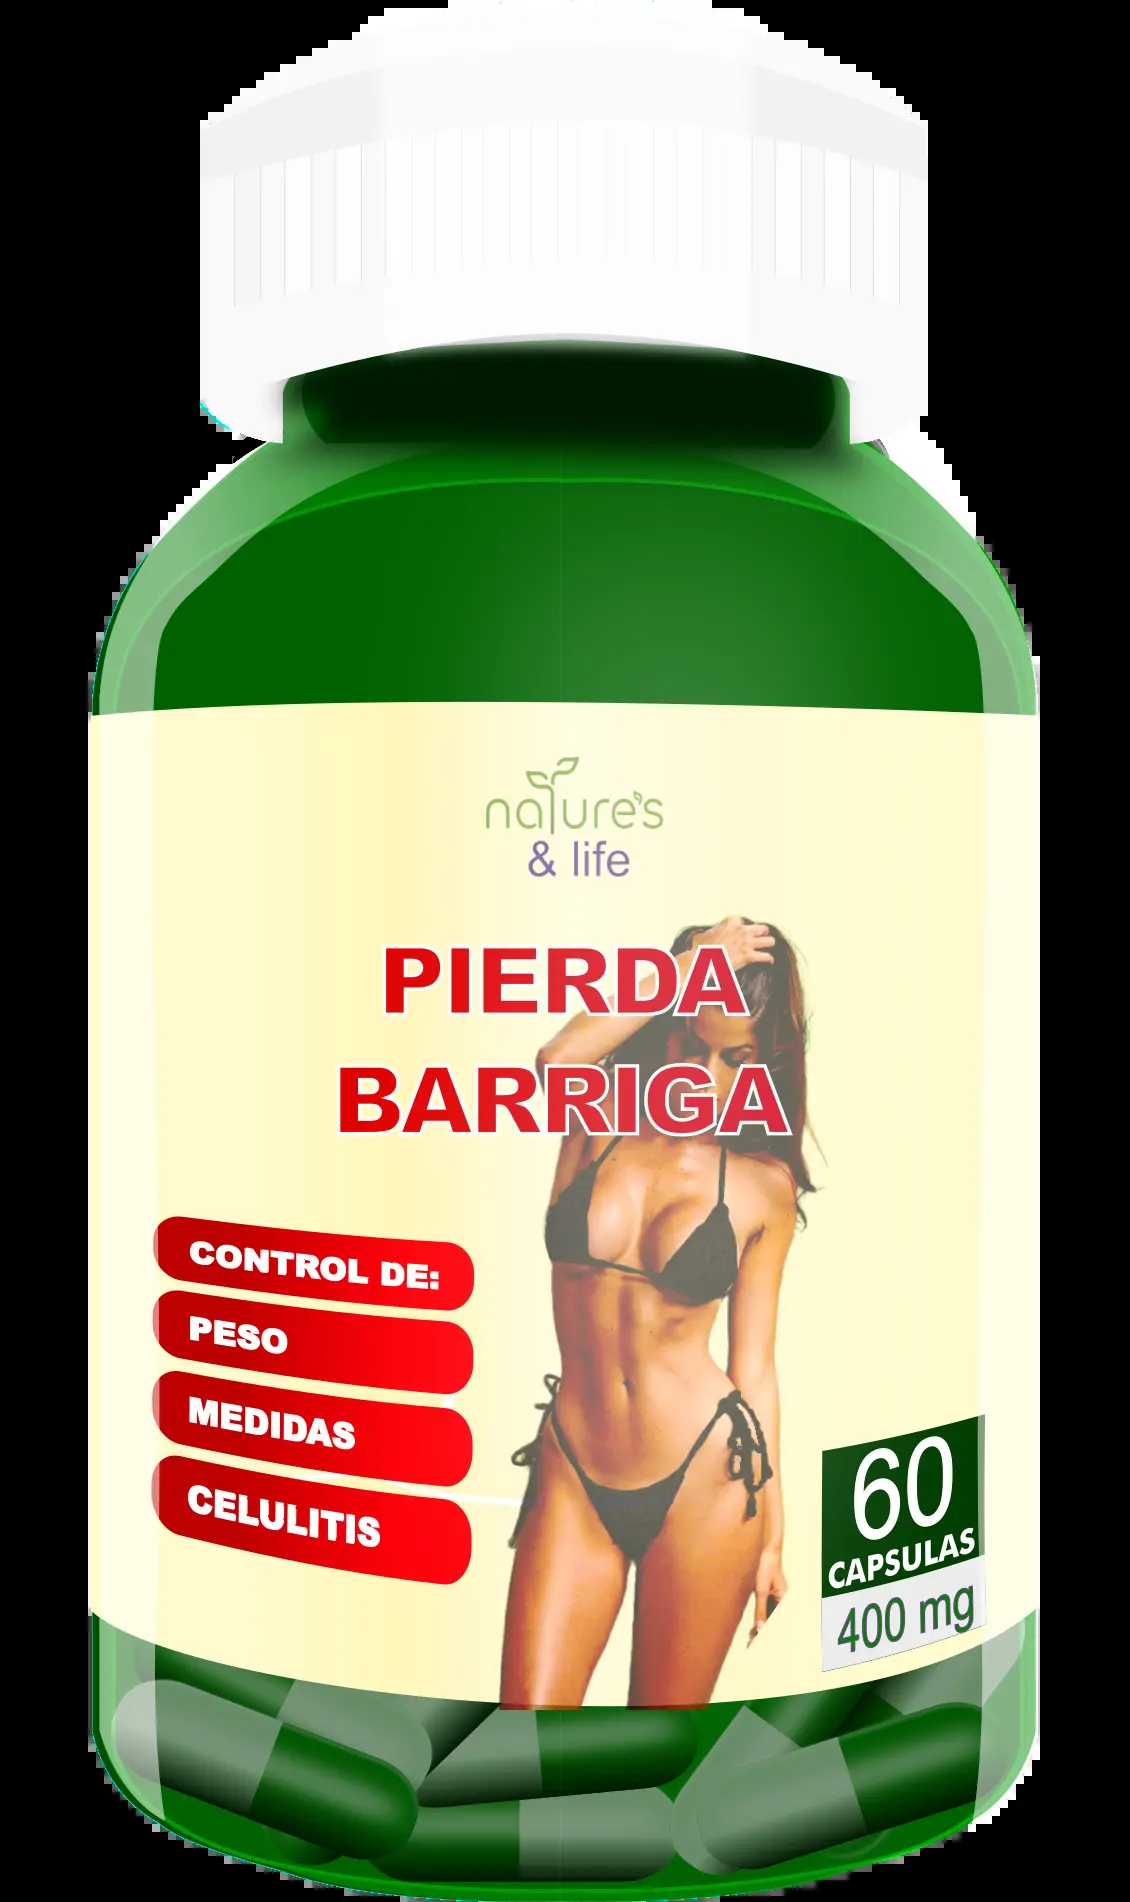 nature's
& life
PIERDA
BARRIGA
CONTROL DE:
PESO
MEDIDAS
CELULITIS
60
CAPSULAS
400 mg